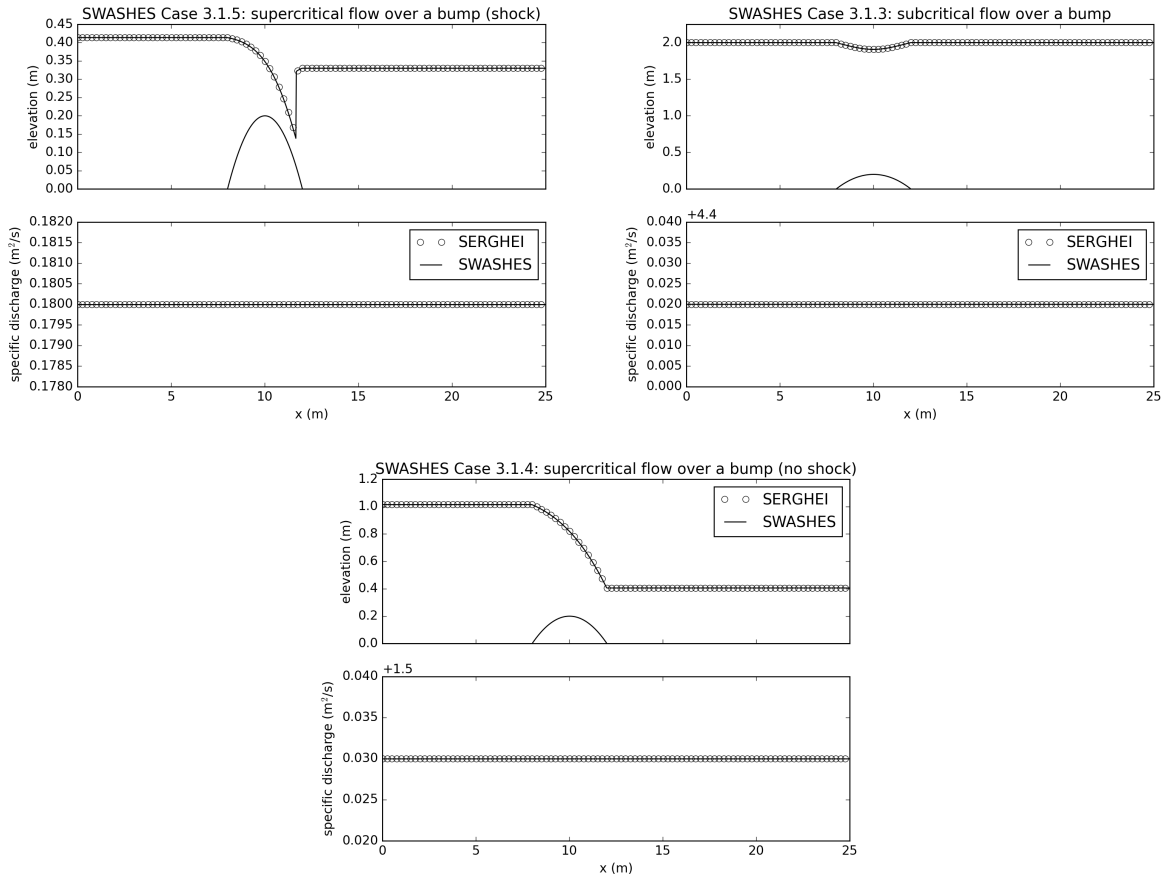 SWASHES Case 3.1.5: supercritical flow over a bump (shock)
elevation (m)
0.45
0.40
0.35
0.30
0.25
0.20
0.15
0.10
0.05
0.00
specific discharge (m²/s)
0.1820
0.1815
0.1810
0.1805
0.1800
0.1795
0.1790
0.1785
0.1780
SERGHEI
SWASHES
0 5 10 15 20 25
x (m)
SWASHES Case 3.1.3: subcritical flow over a bump
elevation (m)
2.0
1.5
1.0
0.5
0.0
+4.4
specific discharge (m²/s)
0.040
0.035
0.030
0.025
0.020
0.015
0.010
0.005
0.000
SERGHEI
SWASHES
0 5 10 15 20 25
x (m)
SWASHES Case 3.1.4: supercritical flow over a bump (no shock)
elevation (m)
1.2
1.0
0.8
0.6
0.4
0.2
0.0
SERGHEI
SWASHES
+1.5
specific discharge (m²/s)
0.040
0.035
0.030
0.025
0.020
0 5 10 15 20 25
x (m)